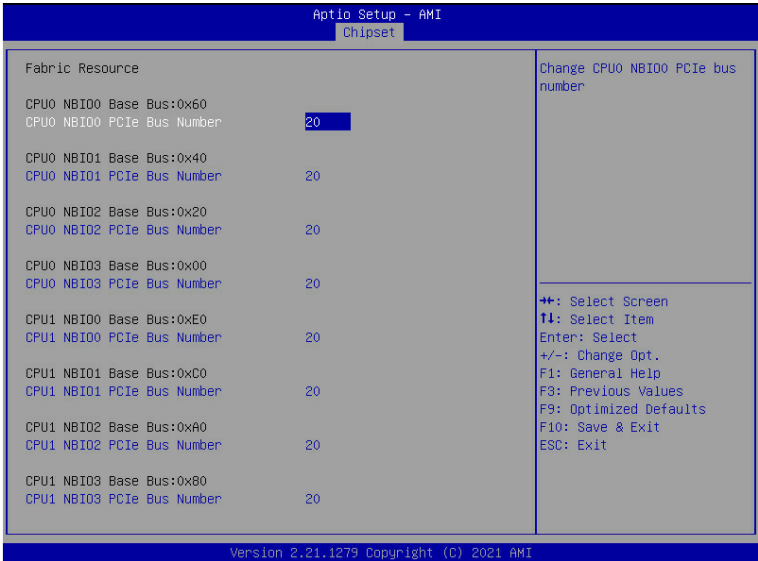 Aptio Setup – AMI
Chipset
Fabric Resource
CPU0 NBIO0 Base Bus:0x60
CPU0 NBIO0 PCIe Bus Number 20
CPU0 NBIO1 Base Bus:0x40
CPU0 NBIO1 PCIe Bus Number 20
CPU0 NBIO2 Base Bus:0x20
CPU0 NBIO2 PCIe Bus Number 20
CPU0 NBIO3 Base Bus:0x00
CPU0 NBIO3 PCIe Bus Number 20
CPU1 NBIO0 Base Bus:0xE0
CPU1 NBIO0 PCIe Bus Number 20
CPU1 NBIO1 Base Bus:0xC0
CPU1 NBIO1 PCIe Bus Number 20
CPU1 NBIO2 Base Bus:0xA0
CPU1 NBIO2 PCIe Bus Number 20
CPU1 NBIO3 Base Bus:0x80
CPU1 NBIO3 PCIe Bus Number 20
Change CPU0 NBIO0 PCIe bus
number
→←: Select Screen
↑↓: Select Item
Enter: Select
+/-: Change Opt.
F1: General Help
F3: Previous Values
F9: Optimized Defaults
F10: Save & Exit
ESC: Exit
Version 2.21.1279 Copyright (C) 2021 AMI